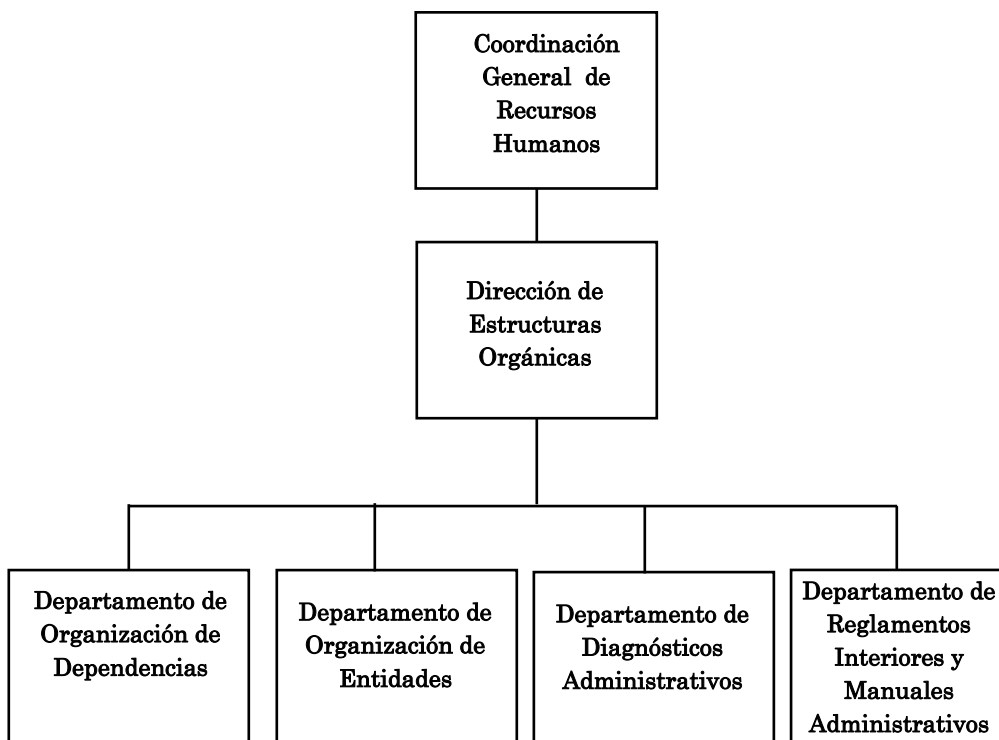 Coordinación
General de
Recursos
Humanos
Dirección de
Estructuras
Orgánicas
Departamento de
Organización de
Dependencias
Departamento de
Organización de
Entidades
Departamento de
Diagnósticos
Administrativos
Departamento de
Reglamentos
Interiores y
Manuales
Administrativos